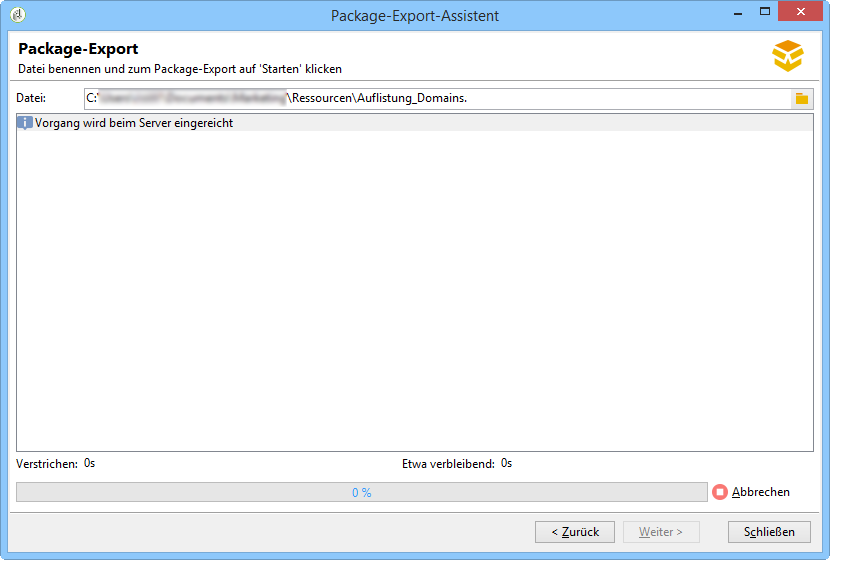 Package-Export-Assistent
Package-Export
Datei benennen und zum Package-Export auf 'Starten' klicken
Datei: C: \Ressourcen\Auflistung_Domains.
Vorgang wird beim Server eingereicht
Verstrichen: 0s Etwa verbleibend: 0s
0 % Abbrechen
< Zurück Weiter > Schließen